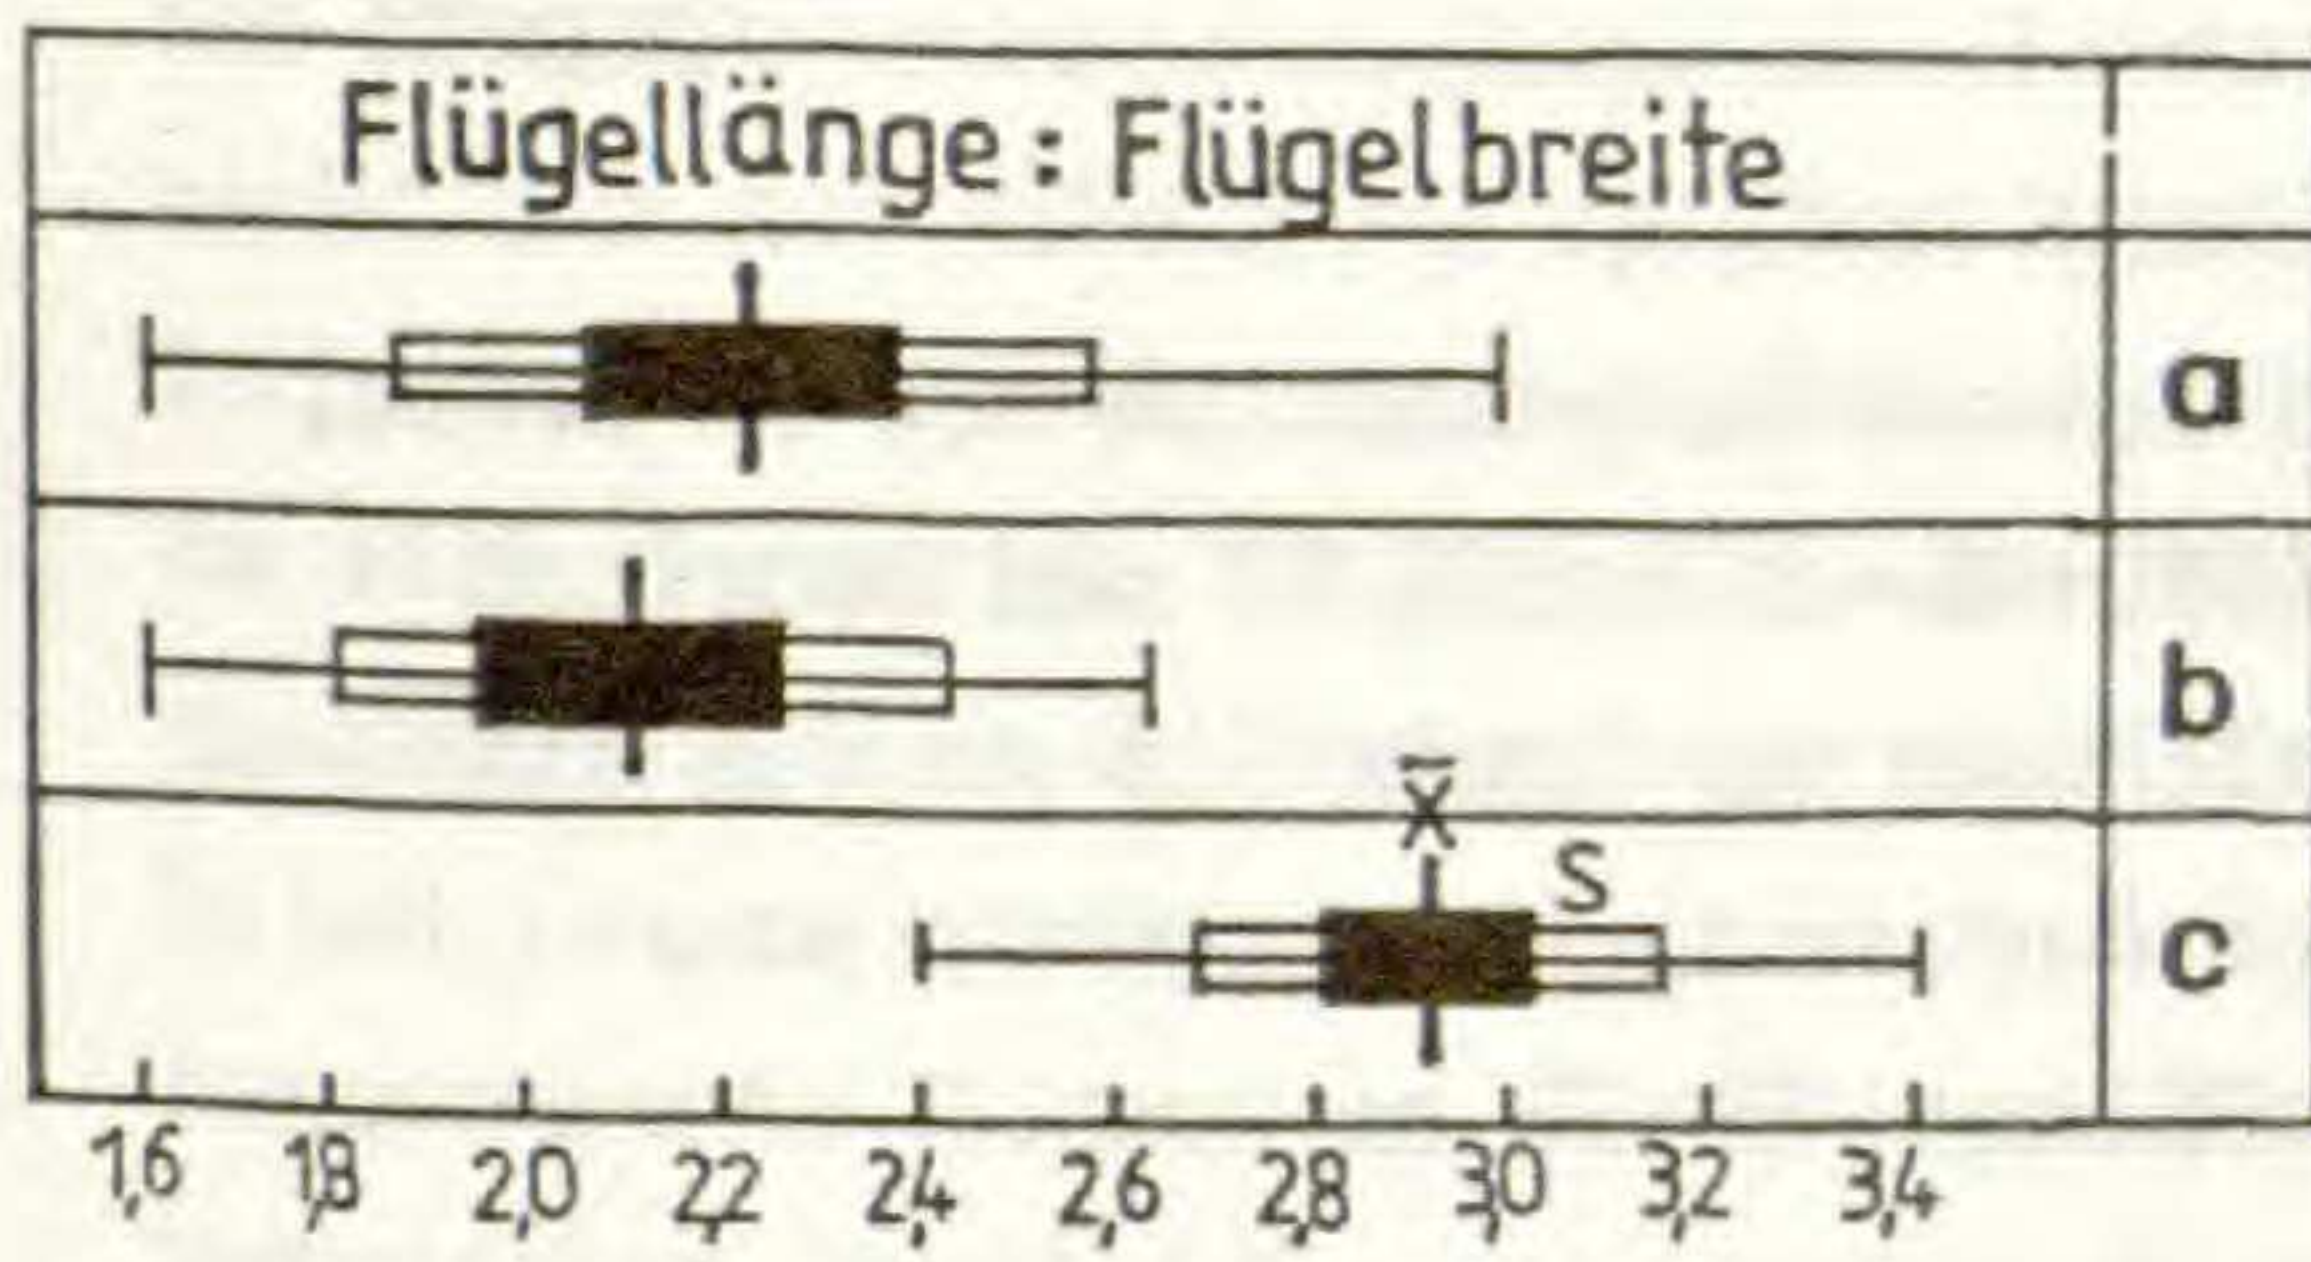 Flügellänge : Flügelbreite
a
b
x̄
S
c
1,6 1,8 2,0 2,2 2,4 2,6 2,8 3,0 3,2 3,4